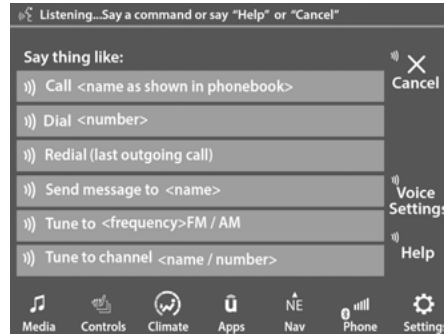 Listening...Say a command or say "Help" or "Cancel"
Say thing like:
Call <name as shown in phonebook>
Cancel
Dial <number>
Redial (last outgoing call)
Send message to <name>
Voice Settings
Tune to <frequency>FM / AM
Help
Tune to channel <name / number>
Media Controls Climate û Apps NE Nav Phone Setting